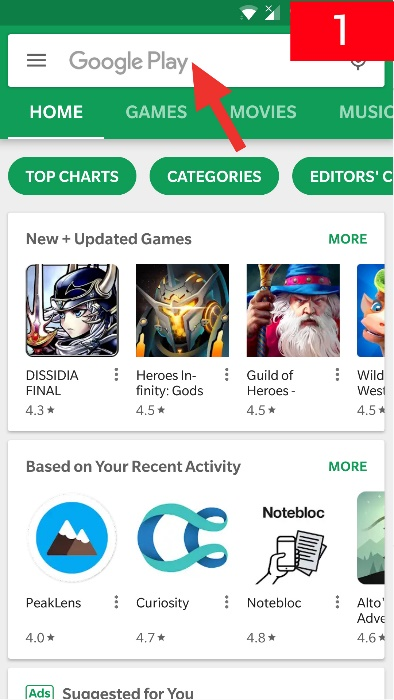 1
Google Play
HOME GAMES MOVIES MUSIC
TOP CHARTS CATEGORIES EDITORS' C
New + Updated Games MORE
DISSIDIA Heroes In- Guild of Wild
FINAL finity: Gods Heroes - West
4.3★ 4.5★ 4.5★ 4.5★
Based on Your Recent Activity MORE
Notebloc
PeakLens Curiosity Notebloc Alto'
Adve
4.0★ 4.7★ 4.8★ 4.6★
Ads Suggested for You